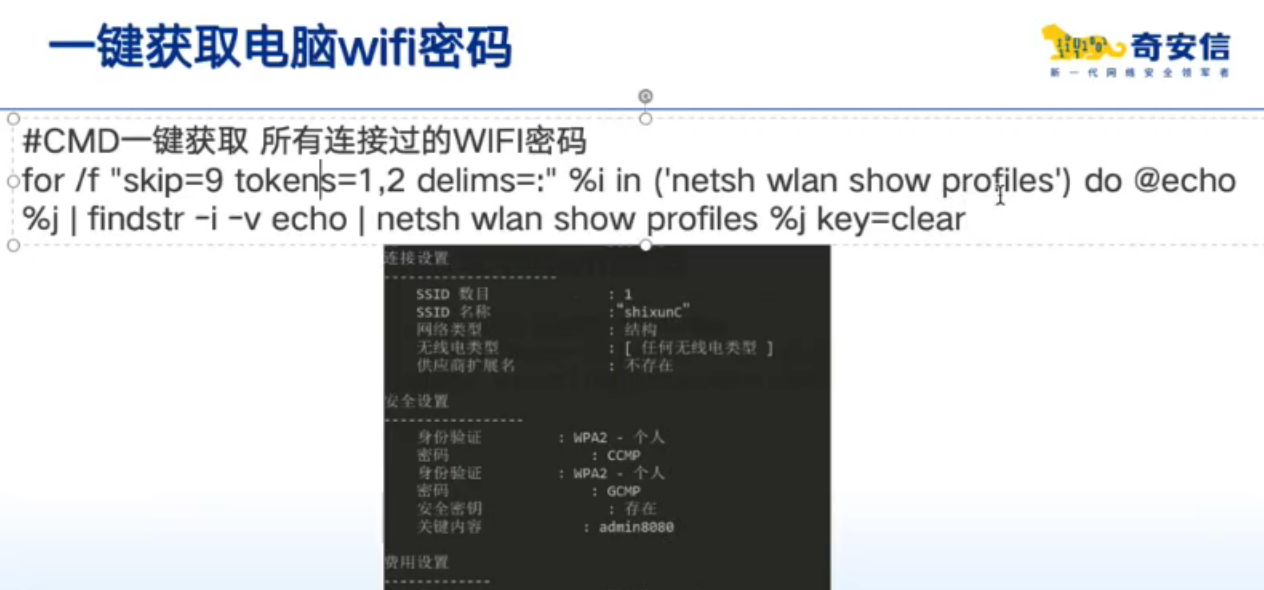 一键获取电脑wifi密码
奇安信
新一代网络安全领军者
#CMD一键获取 所有连接过的WIFI密码
for /f "skip=9 tokens=1,2 delims=:" %i in ('netsh wlan show profiles') do @echo
%j | findstr -i -v echo | netsh wlan show profiles %j key=clear
连接设置
---------------------
SSID 数目 : 1
SSID 名称 :"shixunC"
网络类型 : 结构
无线电类型 : [ 任何无线电类型 ]
供应商扩展名 : 不存在
安全设置
-----------------
身份验证 : WPA2 - 个人
密码 : CCMP
身份验证 : WPA2 - 个人
密码 : GCMP
安全密钥 : 存在
关键内容 : admin8080
费用设置
-------------